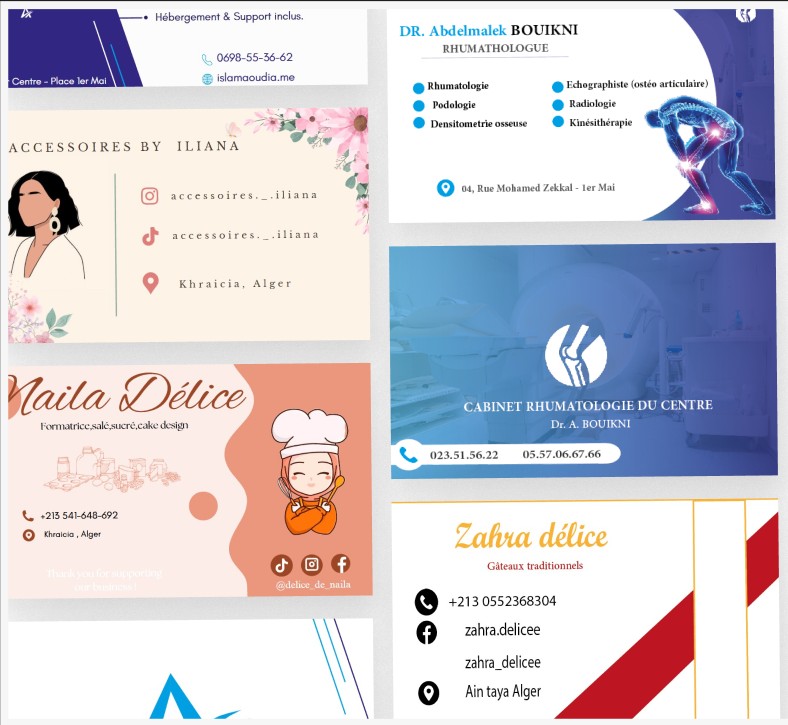 Hébergement & Support inclus.
0698-55-36-62
islamaoudia.me
Centre - Place 1er Mai
ACCESSOIRES BY ILIANA
accessoires._.iliana
accessoires._.iliana
Khraicia, Alger
Naila Délice
Formatrice,salé,sucré,cake design
+213 541-648-692
Khraicia , Alger
Thank you for supporting
our business !
@delice_de_naila
DR. Abdelmalek BOUIKNI
RHUMATHOLOGUE
Rhumatologie
Podologie
Densitometrie osseuse
Echographiste (ostéo articulaire)
Radiologie
Kinésithérapie
04, Rue Mohamed Zekkal - 1er Mai
CABINET RHUMATOLOGIE DU CENTRE
Dr. A. BOUIKNI
023.51.56.22 05.57.06.67.66
Zahra délice
Gâteaux traditionnels
+213 0552368304
zahra.delicee
zahra_delicee
Ain taya Alger